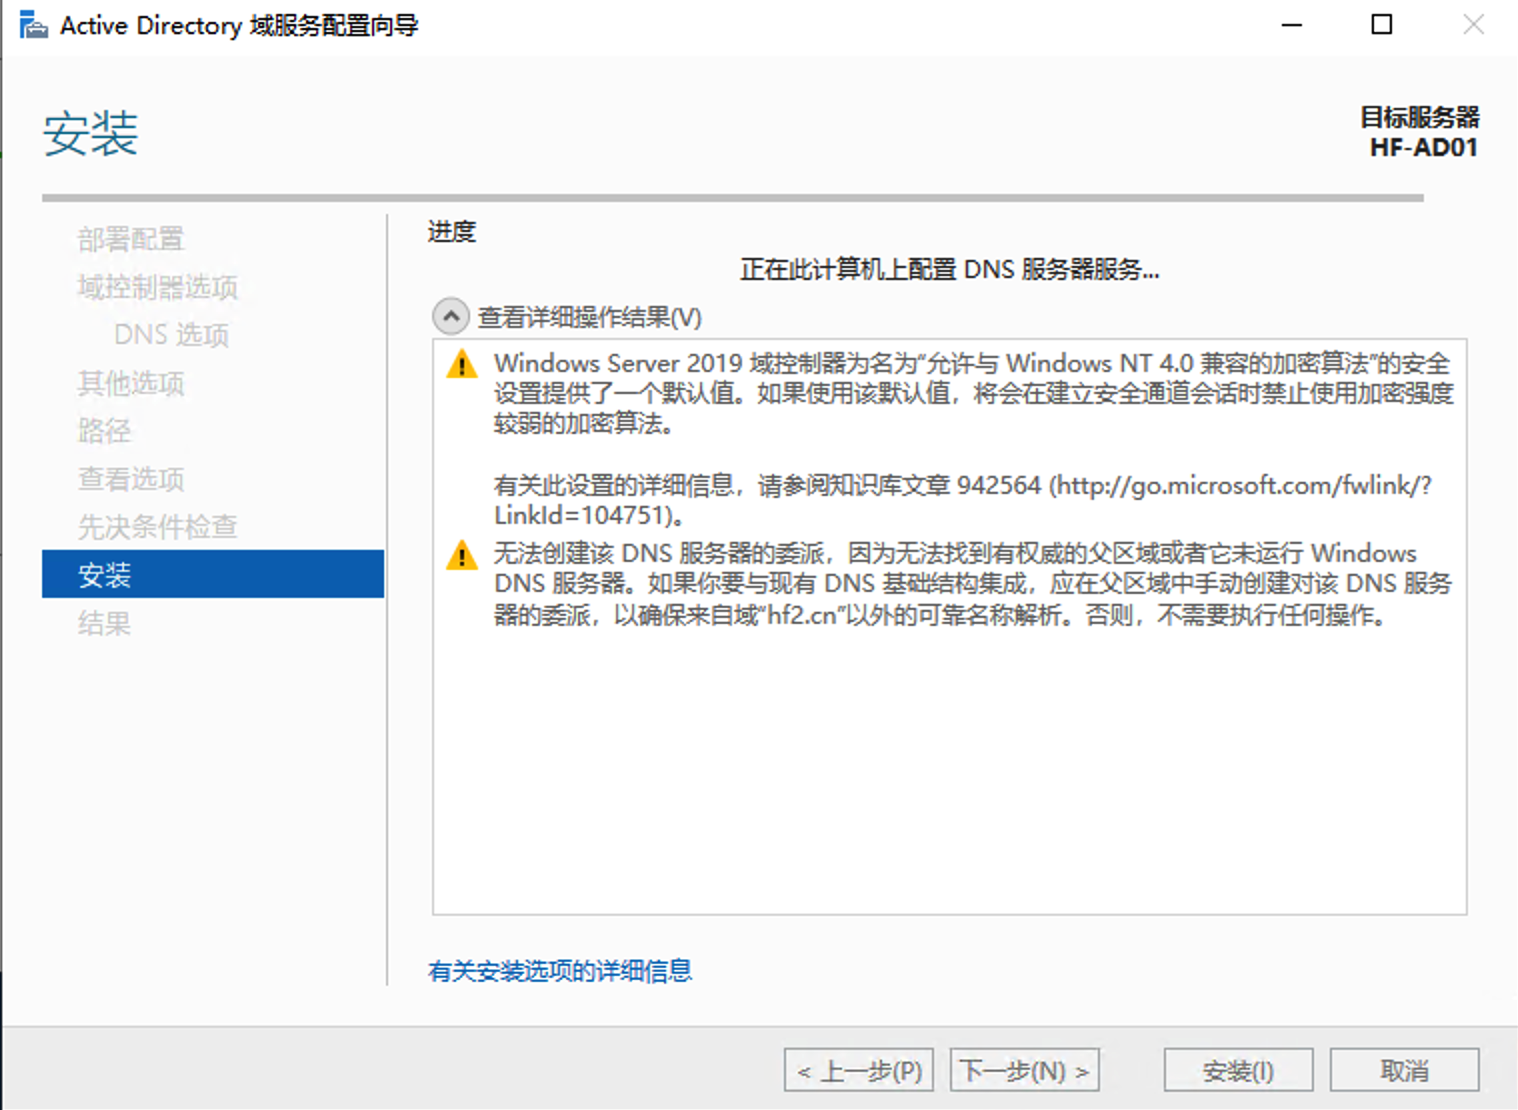 Active Directory 域服务配置向导
安装
目标服务器
HF-AD01
部署配置
域控制器选项
DNS 选项
其他选项
路径
查看选项
先决条件检查
安装
结果
进度
正在此计算机上配置 DNS 服务器服务...
查看详细操作结果(V)
Windows Server 2019 域控制器为名为“允许与 Windows NT 4.0 兼容的加密算法”的安全
设置提供了一个默认值。如果使用该默认值，将会在建立安全通道会话时禁止使用加密强度
较弱的加密算法。
有关此设置的详细信息，请参阅知识库文章 942564 (http://go.microsoft.com/fwlink/?
LinkId=104751)。
无法创建该 DNS 服务器的委派，因为无法找到有权威的父区域或者它未运行 Windows
DNS 服务器。如果你要与现有 DNS 基础结构集成，应在父区域中手动创建对该 DNS 服务
器的委派，以确保来自域“hf2.cn”以外的可靠名称解析。否则，不需要执行任何操作。
有关安装选项的详细信息
< 上一步(P)
下一步(N) >
安装(I)
取消